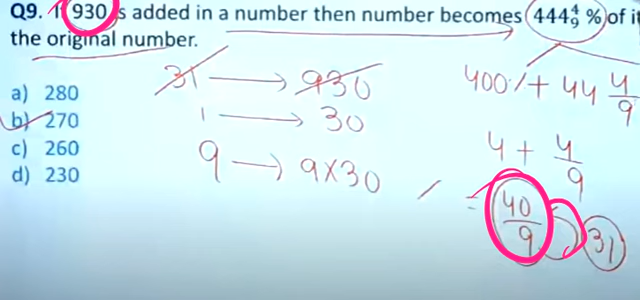 Q9. If 930 is added in a number then number becomes 444 4/9 % of it
the original number.
a) 280
b) 270
c) 260
d) 230
31 → 930
1 → 30
9 → 9×30
400% + 44 4/9
4 + 4/9
= 40/9 31